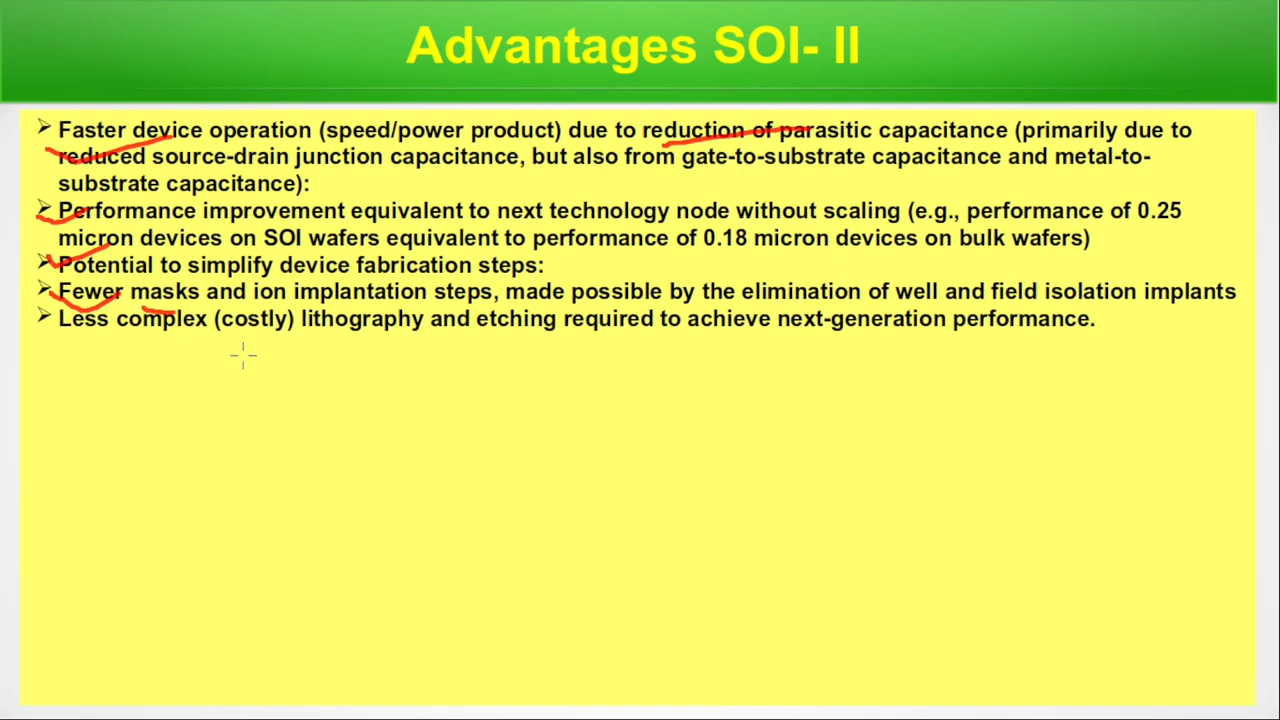 Advantages SOI- II
➢ Faster device operation (speed/power product) due to reduction of parasitic capacitance (primarily due to
reduced source-drain junction capacitance, but also from gate-to-substrate capacitance and metal-to-
substrate capacitance):
➢ Performance improvement equivalent to next technology node without scaling (e.g., performance of 0.25
micron devices on SOI wafers equivalent to performance of 0.18 micron devices on bulk wafers)
➢ Potential to simplify device fabrication steps:
➢ Fewer masks and ion implantation steps, made possible by the elimination of well and field isolation implants
➢ Less complex (costly) lithography and etching required to achieve next-generation performance.